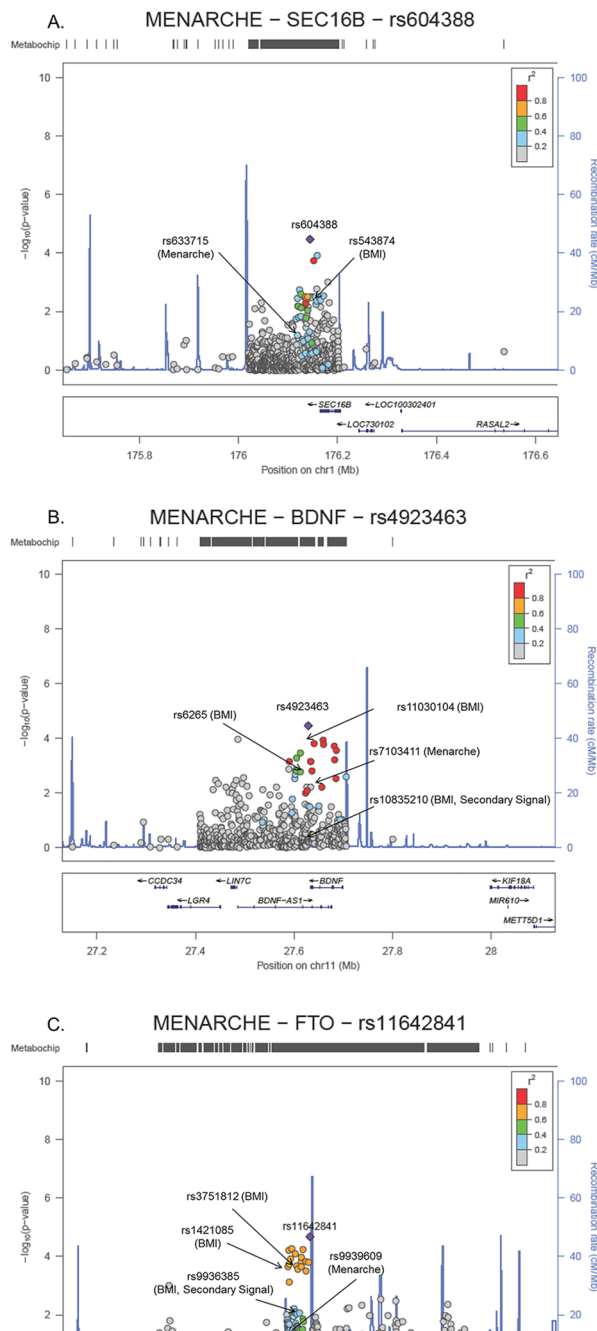 A.
MENARCHE – SEC16B – rs604388
Metabochip
10
8
6
4
2
0
−log10(p−value)
100
80
60
40
20
0
Recombination rate (cM/Mb)
r2
0.8
0.6
0.4
0.2
rs604388
rs633715
(Menarche)
rs543874
(BMI)
←SEC16B
←LOC100302401
←LOC730102
RASAL2→
175.8 176 176.2 176.4 176.6
Position on chr1 (Mb)
B.
MENARCHE – BDNF – rs4923463
Metabochip
10
8
6
4
2
0
−log10(p−value)
100
80
60
40
20
0
Recombination rate (cM/Mb)
r2
0.8
0.6
0.4
0.2
rs4923463
rs11030104 (BMI)
rs6265 (BMI)
rs7103411 (Menarche)
rs10835210 (BMI, Secondary Signal)
←CCDC34
←LIN7C
←BDNF
←KIF18A
←LGR4
BDNF−AS1→
MIR610→
METT5D1→
27.2 27.4 27.6 27.8 28
Position on chr11 (Mb)
C.
MENARCHE – FTO – rs11642841
Metabochip
10
8
6
4
2
−log10(p−value)
100
80
60
40
20
Recombination rate (cM/Mb)
r2
0.8
0.6
0.4
0.2
rs3751812 (BMI)
rs11642841
rs1421085
(BMI)
rs9939609
(Menarche)
rs9936385
(BMI, Secondary Signal)